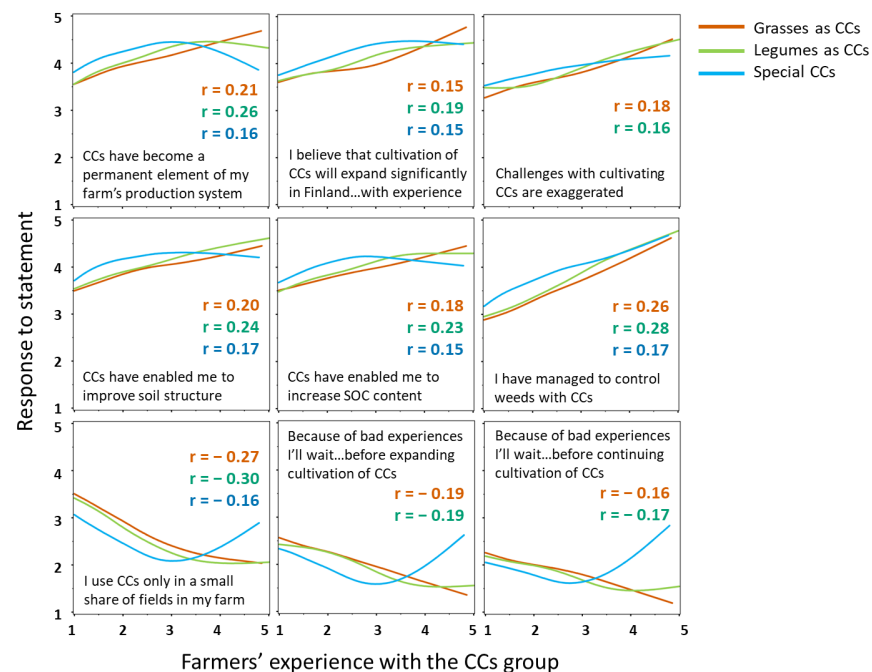 Grasses as CCs
Legumes as CCs
Special CCs
Response to statement
5
4
3
2
1
r = 0.21
r = 0.26
r = 0.16
CCs have become a
permanent element of my
farm's production system
r = 0.15
r = 0.19
r = 0.15
I believe that cultivation of
CCs will expand significantly
in Finland...with experience
r = 0.18
r = 0.16
Challenges with cultivating
CCs are exaggerated
5
4
3
2
1
r = 0.20
r = 0.24
r = 0.17
CCs have enabled me to
improve soil structure
r = 0.18
r = 0.23
r = 0.15
CCs have enabled me to
increase SOC content
r = 0.26
r = 0.28
r = 0.17
I have managed to control
weeds with CCs
5
4
3
2
1
r = – 0.27
r = – 0.30
r = – 0.16
I use CCs only in a small
share of fields in my farm
Because of bad experiences
I'll wait...before expanding
cultivation of CCs
r = – 0.19
r = – 0.19
Because of bad experiences
I'll wait...before continuing
cultivation of CCs
r = – 0.16
r = – 0.17
1 2 3 4 5
1 2 3 4 5
1 2 3 4 5
Farmers' experience with the CCs group